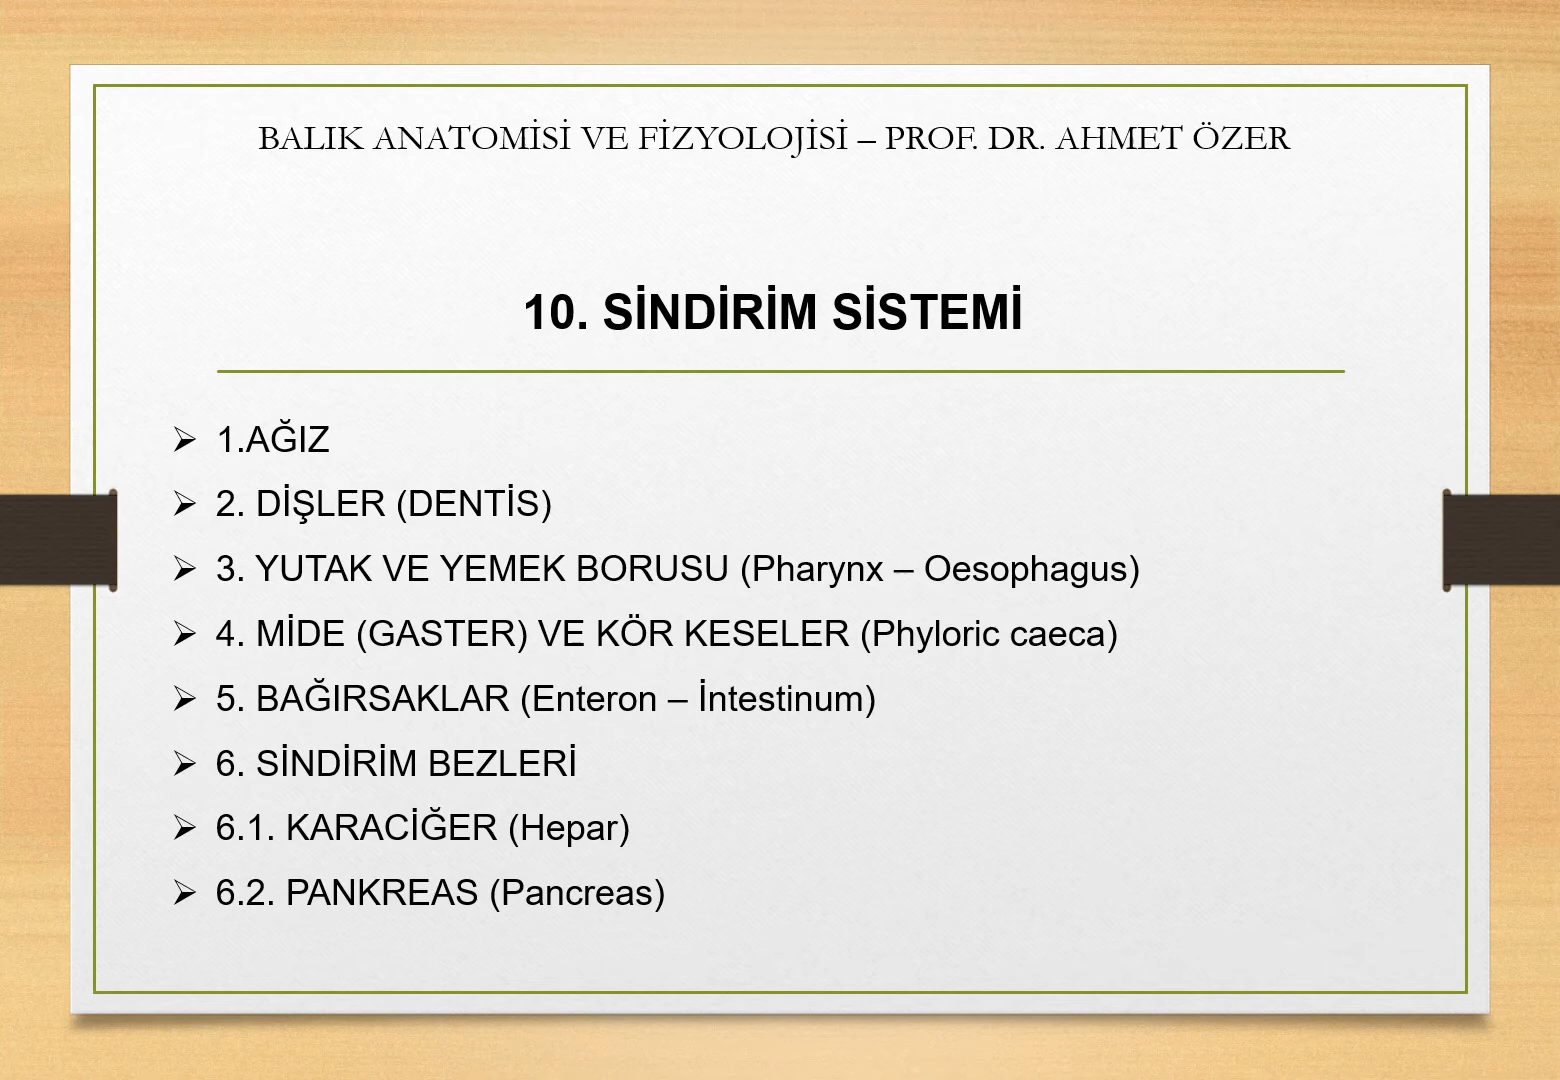 BALIK ANATOMİSİ VE FİZYOLOJİSİ – PROF. DR. AHMET ÖZER
10. SİNDİRİM SİSTEMİ
➢ 1.AĞIZ
➢ 2. DİŞLER (DENTİS)
➢ 3. YUTAK VE YEMEK BORUSU (Pharynx – Oesophagus)
➢ 4. MİDE (GASTER) VE KÖR KESELER (Phyloric caeca)
➢ 5. BAĞIRSAKLAR (Enteron – İntestinum)
➢ 6. SİNDİRİM BEZLERİ
➢ 6.1. KARACİĞER (Hepar)
➢ 6.2. PANKREAS (Pancreas)